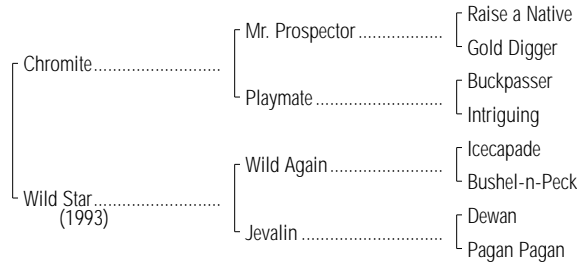 Raise a Native
Mr. Prospector
Gold Digger
Chromite
Buckpasser
Playmate
Intriguing
Icecapade
Wild Again
Bushel-n-Peck
Wild Star
(1993)
Dewan
Jevalin
Pagan Pagan